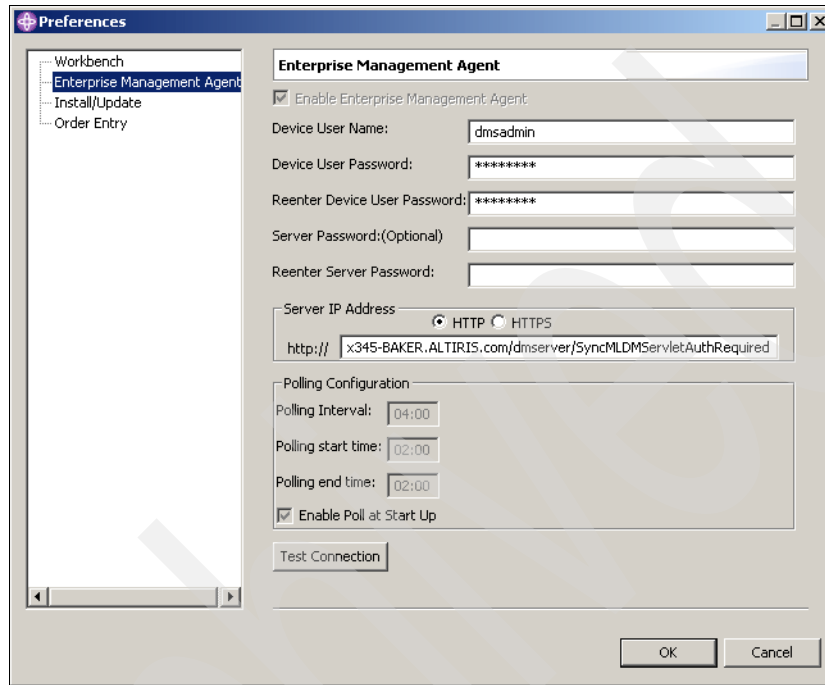 Preferences
Workbench
Enterprise Management Agent
Install/Update
Order Entry
Enterprise Management Agent
Enable Enterprise Management Agent
Device User Name: dmsadmin
Device User Password: ********
Reenter Device User Password: ********
Server Password:(Optional)
Reenter Server Password:
Server IP Address
HTTP HTTPS
http:// x345-BAKER.ALTIRIS.com/dmserver/SyncMLDMServletAuthRequired
Polling Configuration
Polling Interval: 04:00
Polling start time: 02:00
Polling end time: 02:00
Enable Poll at Start Up
Test Connection
OK Cancel